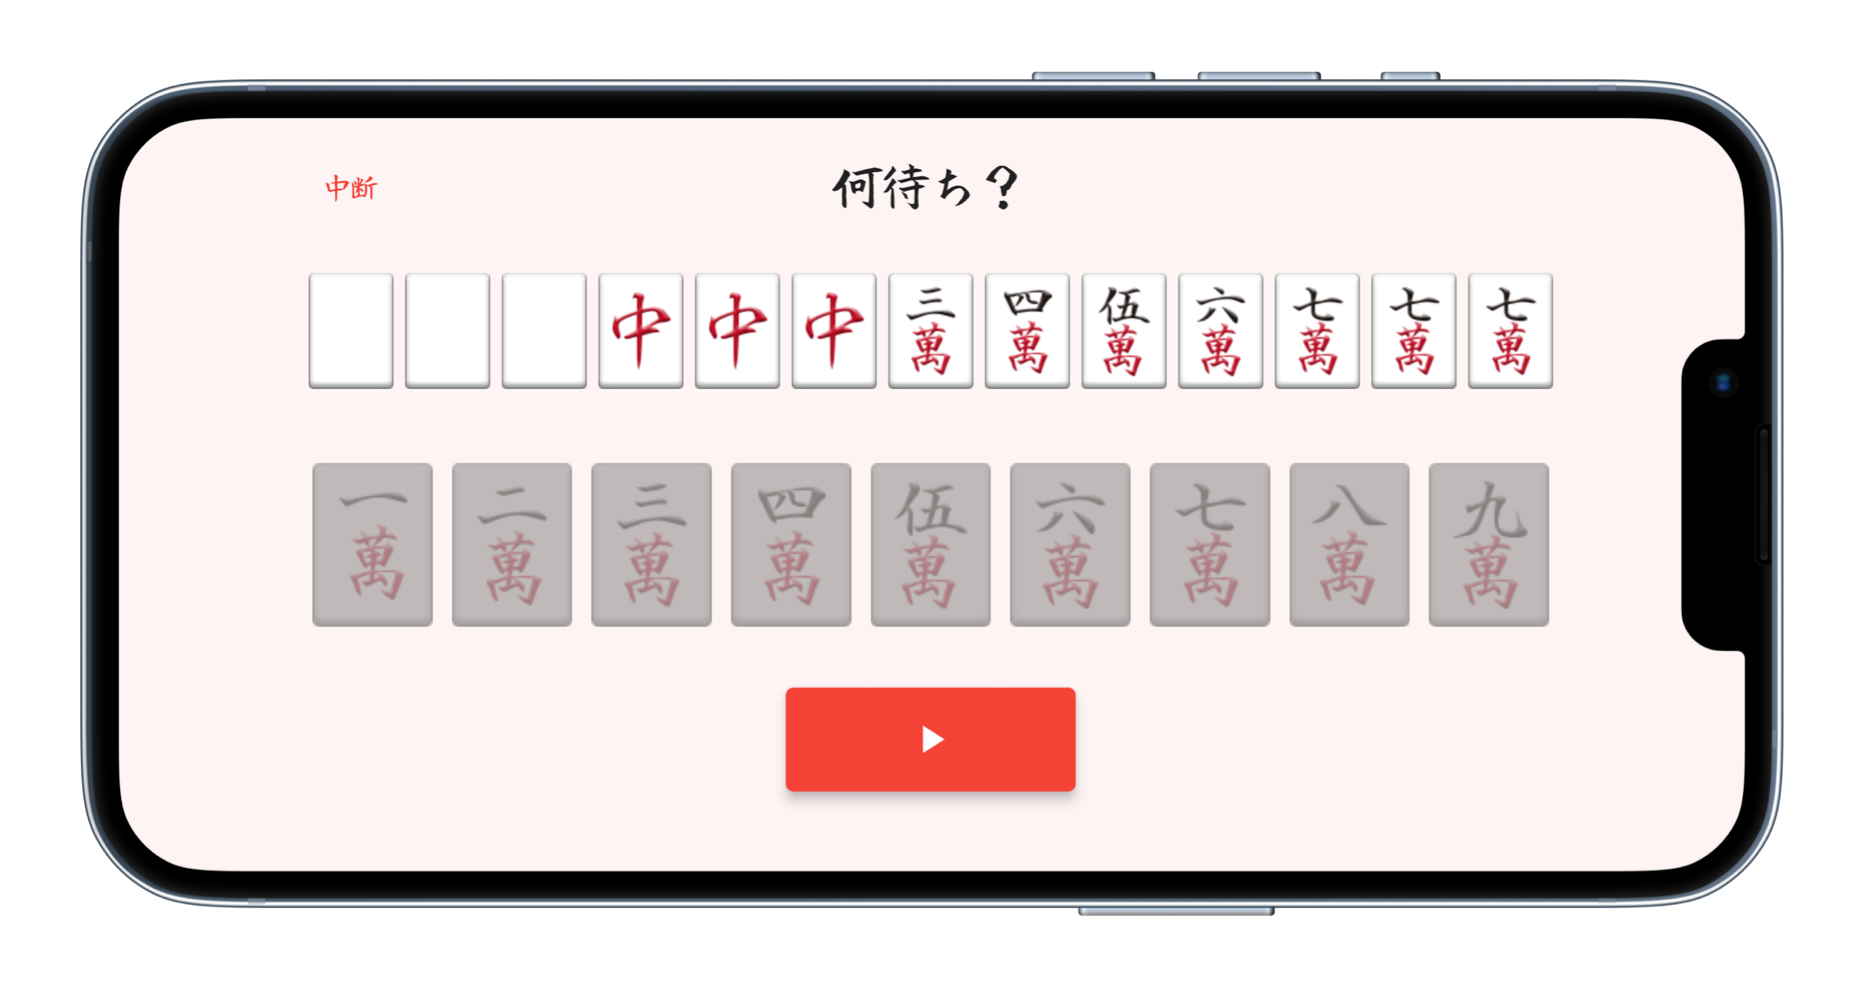 中断
何待ち？
中 中 中 三萬 四萬 伍萬 六萬 七萬 七萬 七萬
一萬 二萬 三萬 四萬 伍萬 六萬 七萬 八萬 九萬